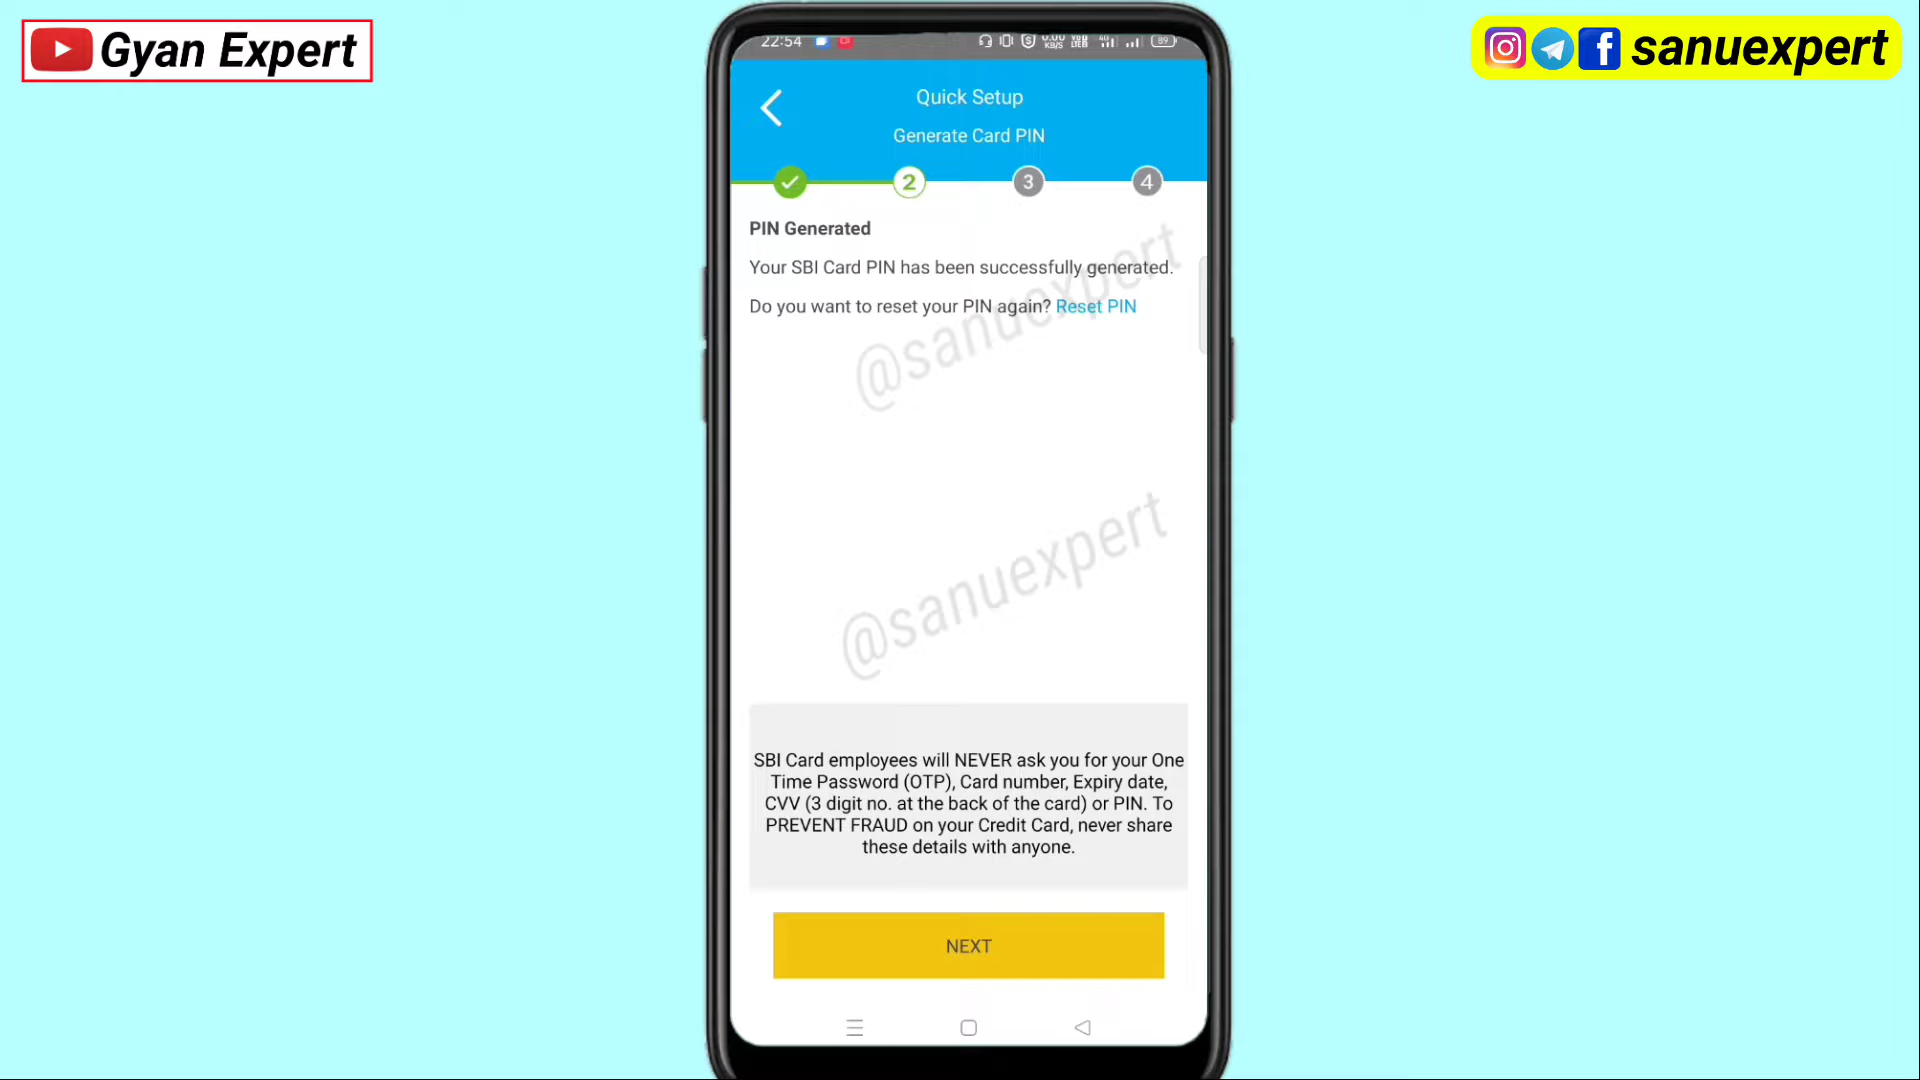 Gyan Expert
sanuexpert
22:54
0.00 KB/S
89
Quick Setup
Generate Card PIN
2
3
4
PIN Generated
Your SBI Card PIN has been successfully generated.
Do you want to reset your PIN again? Reset PIN
@sanuexpert
@sanuexpert
SBI Card employees will NEVER ask you for your One
Time Password (OTP), Card number, Expiry date,
CVV (3 digit no. at the back of the card) or PIN. To
PREVENT FRAUD on your Credit Card, never share
these details with anyone.
NEXT